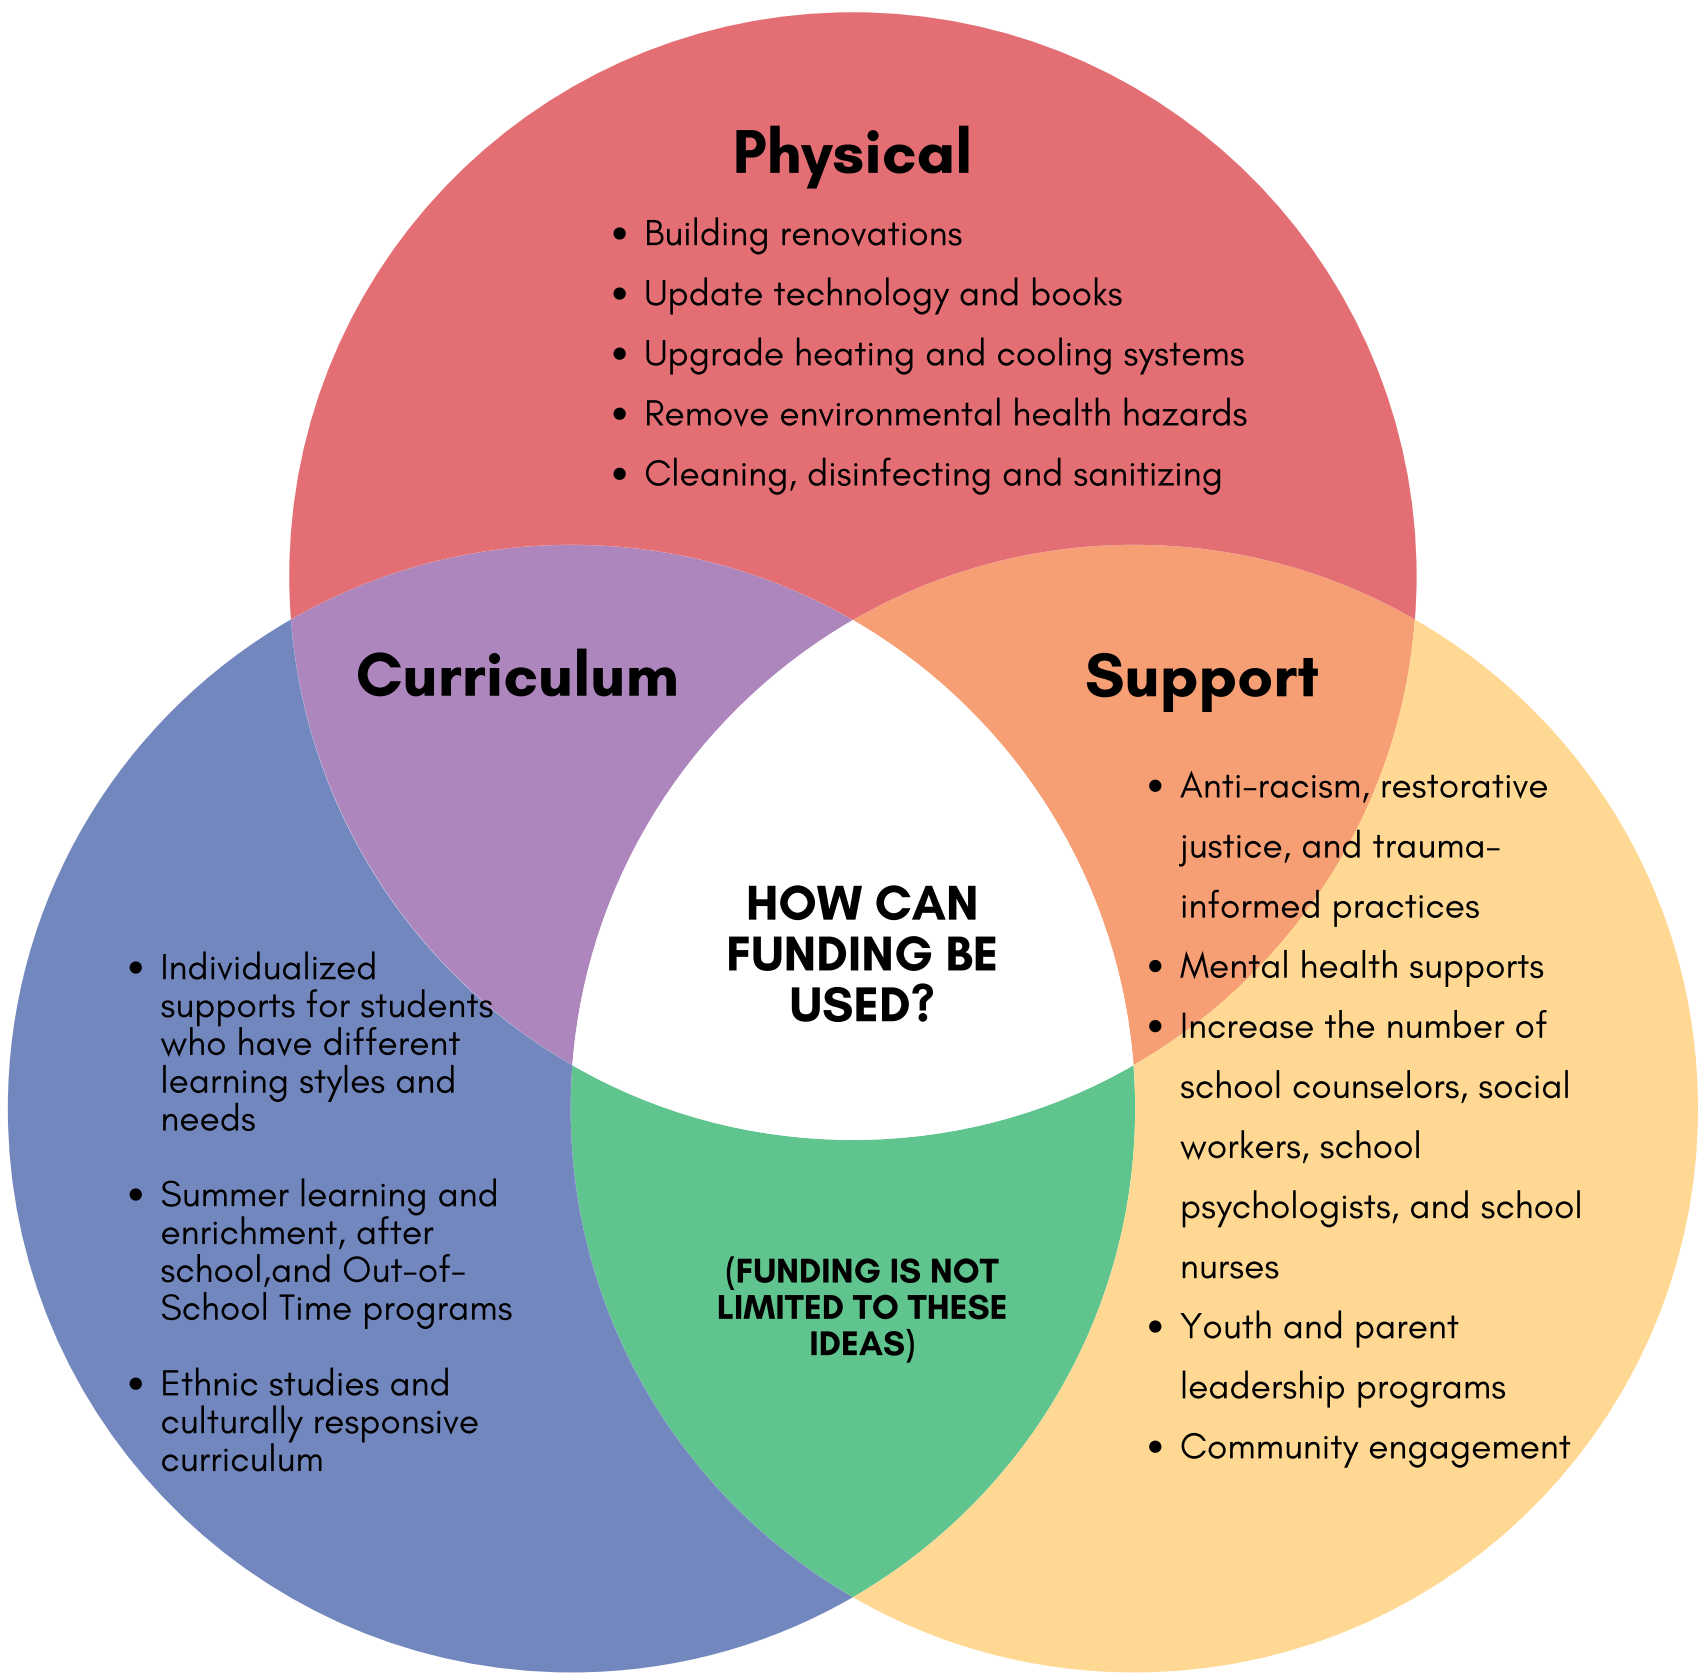 Physical
• Building renovations
• Update technology and books
• Upgrade heating and cooling systems
• Remove environmental health hazards
• Cleaning, disinfecting and sanitizing
Curriculum
• Individualized
supports for students
who have different
learning styles and
needs
• Summer learning and
enrichment, after
school,and Out-of-
School Time programs
• Ethnic studies and
culturally responsive
curriculum
HOW CAN
FUNDING BE
USED?
(FUNDING IS NOT
LIMITED TO THESE
IDEAS)
Support
• Anti-racism, restorative
justice, and trauma-
informed practices
• Mental health supports
• Increase the number of
school counselors, social
workers, school
psychologists, and school
nurses
• Youth and parent
leadership programs
• Community engagement